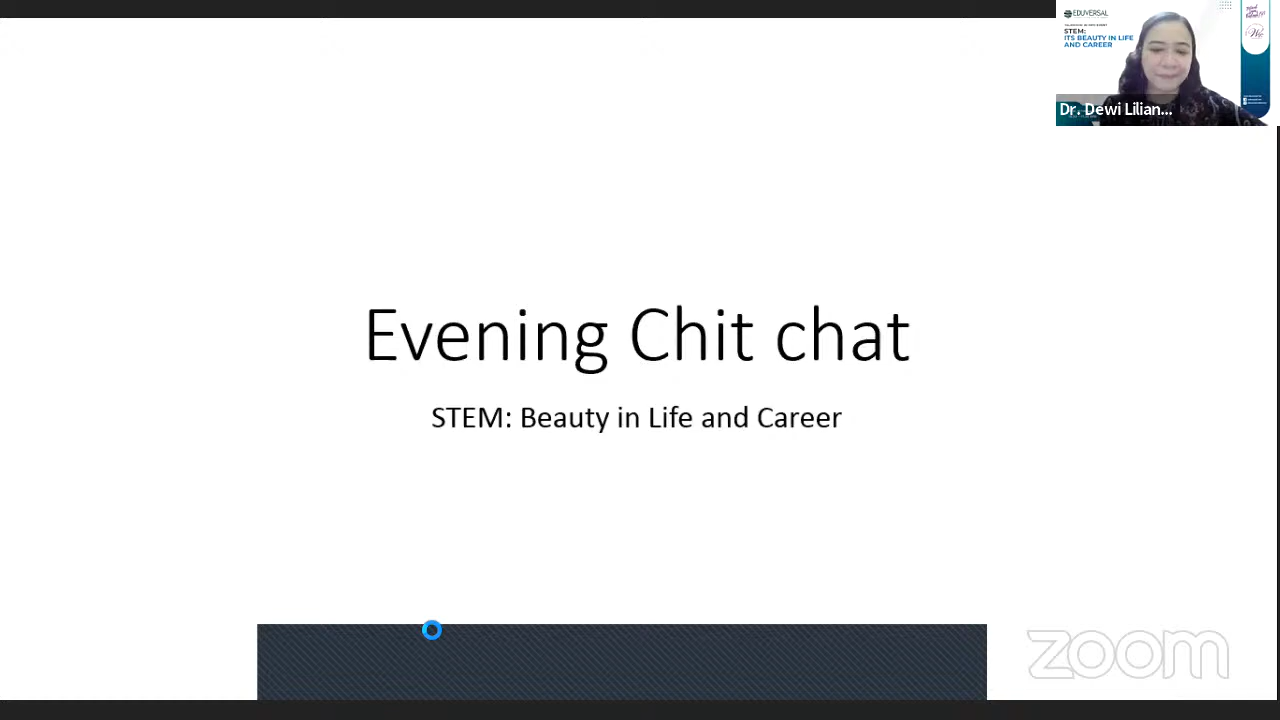 EDUVERSAL
STEM:
ITS BEAUTY IN LIFE
AND CAREER
Dr. Dewi Lilian...
Evening Chit chat
STEM: Beauty in Life and Career
zoom